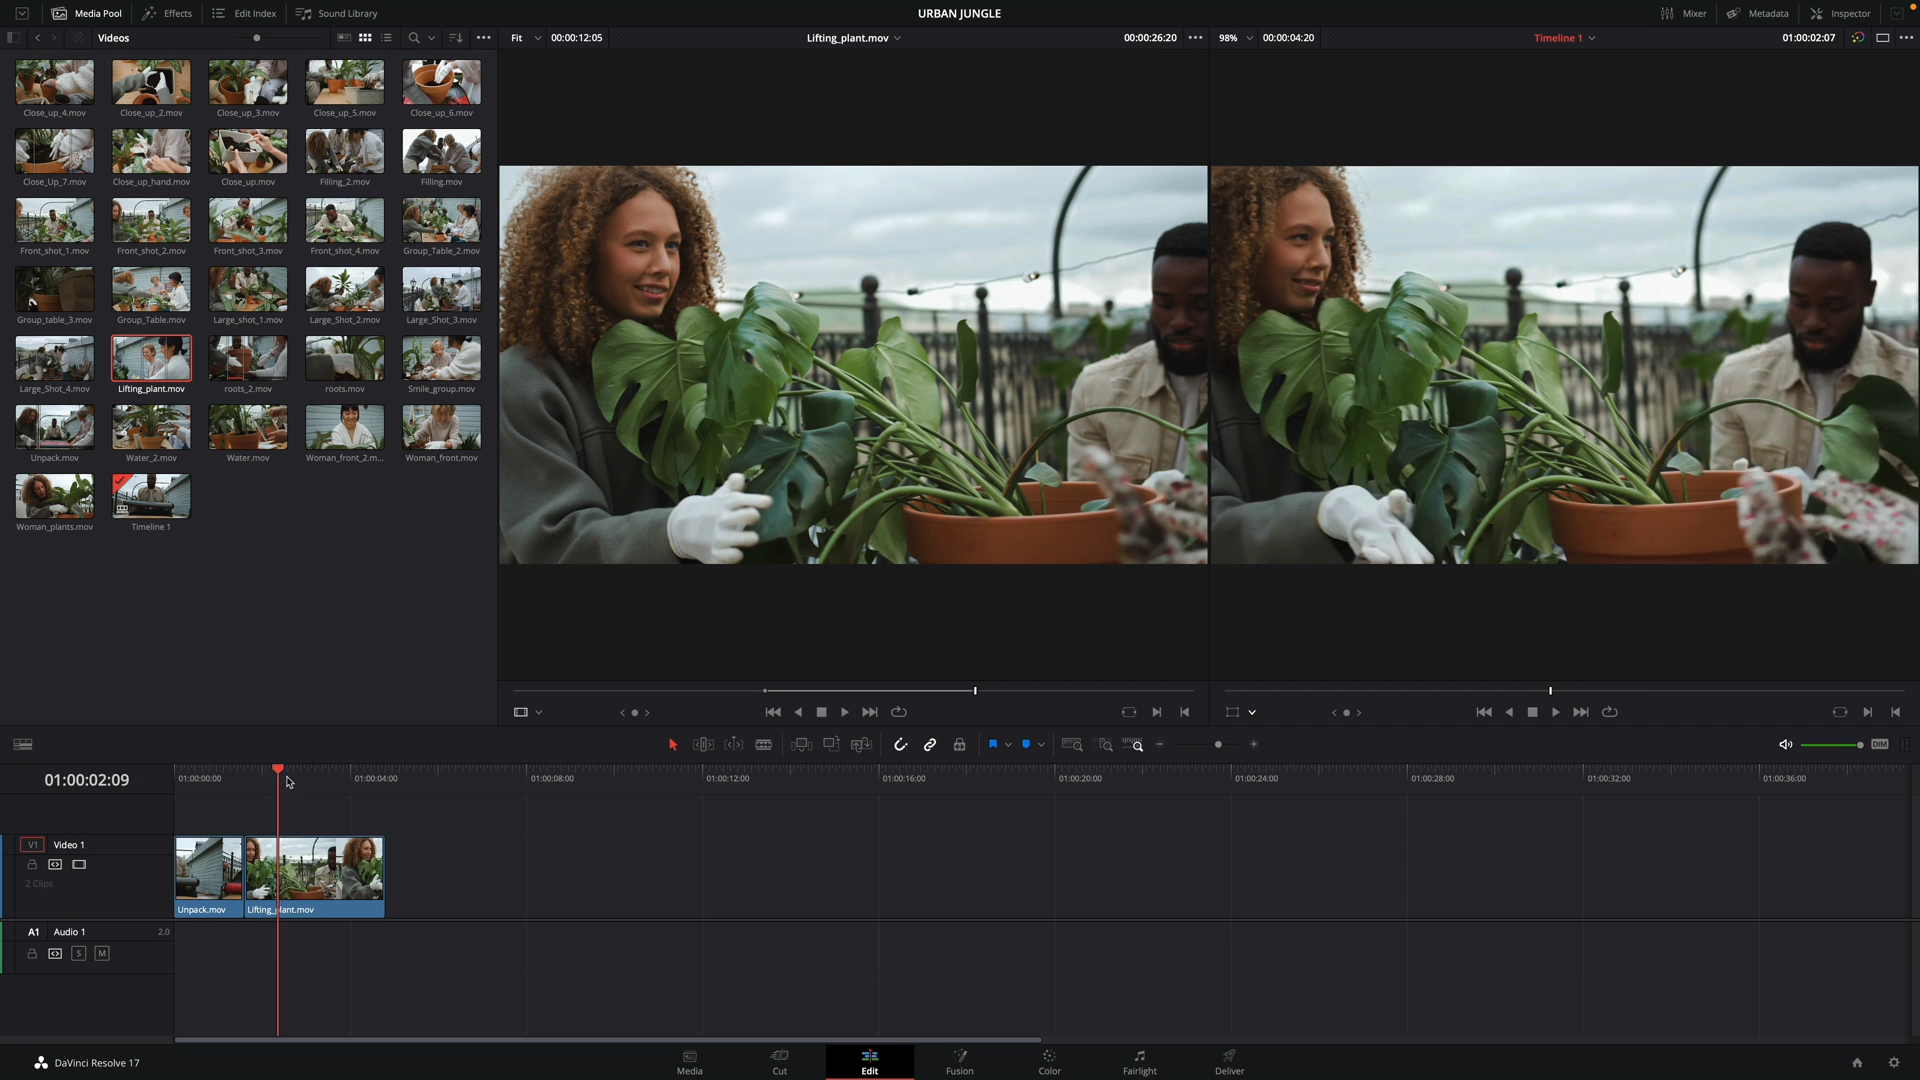 Media Pool Effects Edit Index Sound Library URBAN JUNGLE Mixer Metadata Inspector
Videos Fit 00:00:12:05 Lifting_plant.mov 00:00:26:20 98% 00:00:04:20 Timeline 1 01:00:02:07
Close_up_4.mov Close_up_2.mov Close_up_3.mov Close_up_5.mov Close_up_6.mov
Close_Up_7.mov Close_up_hand.mov Close_up.mov Filling_2.mov Filling.mov
Front_shot_1.mov Front_shot_2.mov Front_shot_3.mov Front_shot_4.mov Group_Table_2.mov
Group_table_3.mov Group_Table.mov Large_shot_1.mov Large_Shot_2.mov Large_Shot_3.mov
Large_Shot_4.mov Lifting_plant.mov roots_2.mov roots.mov Smile_group.mov
Unpack.mov Water_2.mov Water.mov Woman_front_2.m... Woman_front.mov
Woman_plants.mov Timeline 1
DIM
01:00:02:09 01:00:00:00 01:00:04:00 01:00:08:00 01:00:12:00 01:00:16:00 01:00:20:00 01:00:24:00 01:00:28:00 01:00:32:00 01:00:36:00
V1 Video 1
2 Clips
Unpack.mov Lifting_plant.mov
A1 Audio 1 2.0
S M
DaVinci Resolve 17 Media Cut Edit Fusion Color Fairlight Deliver